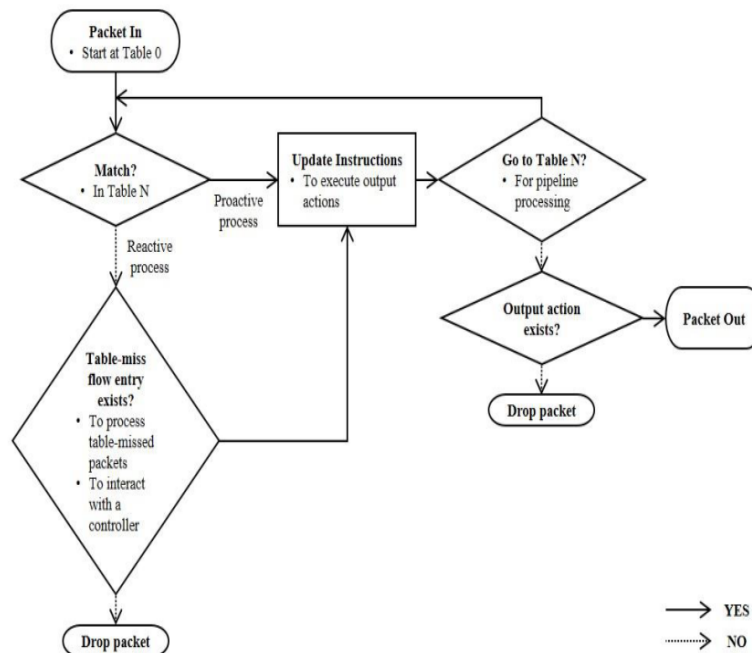 Packet In
• Start at Table 0
Match?
• In Table N
Proactive
process
Update Instructions
• To execute output
actions
Go to Table N?
• For pipeline
processing
Reactive
process
Output action
exists?
Packet Out
Drop packet
Table-miss
flow entry
exists?
• To process
table-missed
packets
• To interact
with a
controller
Drop packet
YES
NO